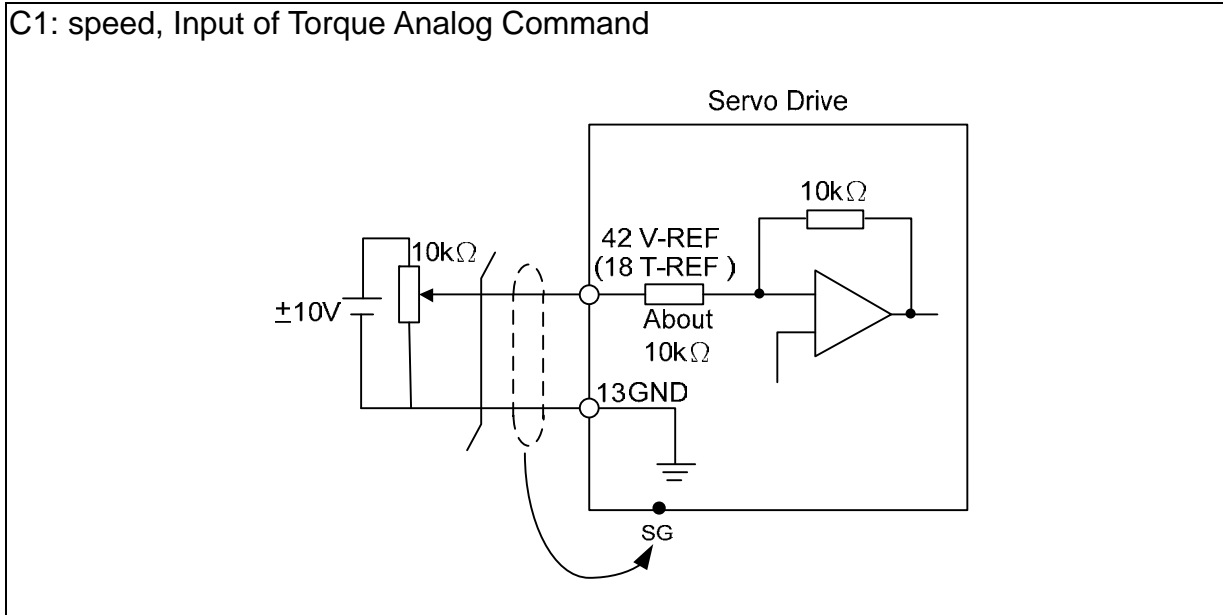 C1: speed, Input of Torque Analog Command
Servo Drive
10kΩ
42 V-REF
(18 T-REF )
10kΩ
±10V
About
10kΩ
13GND
SG